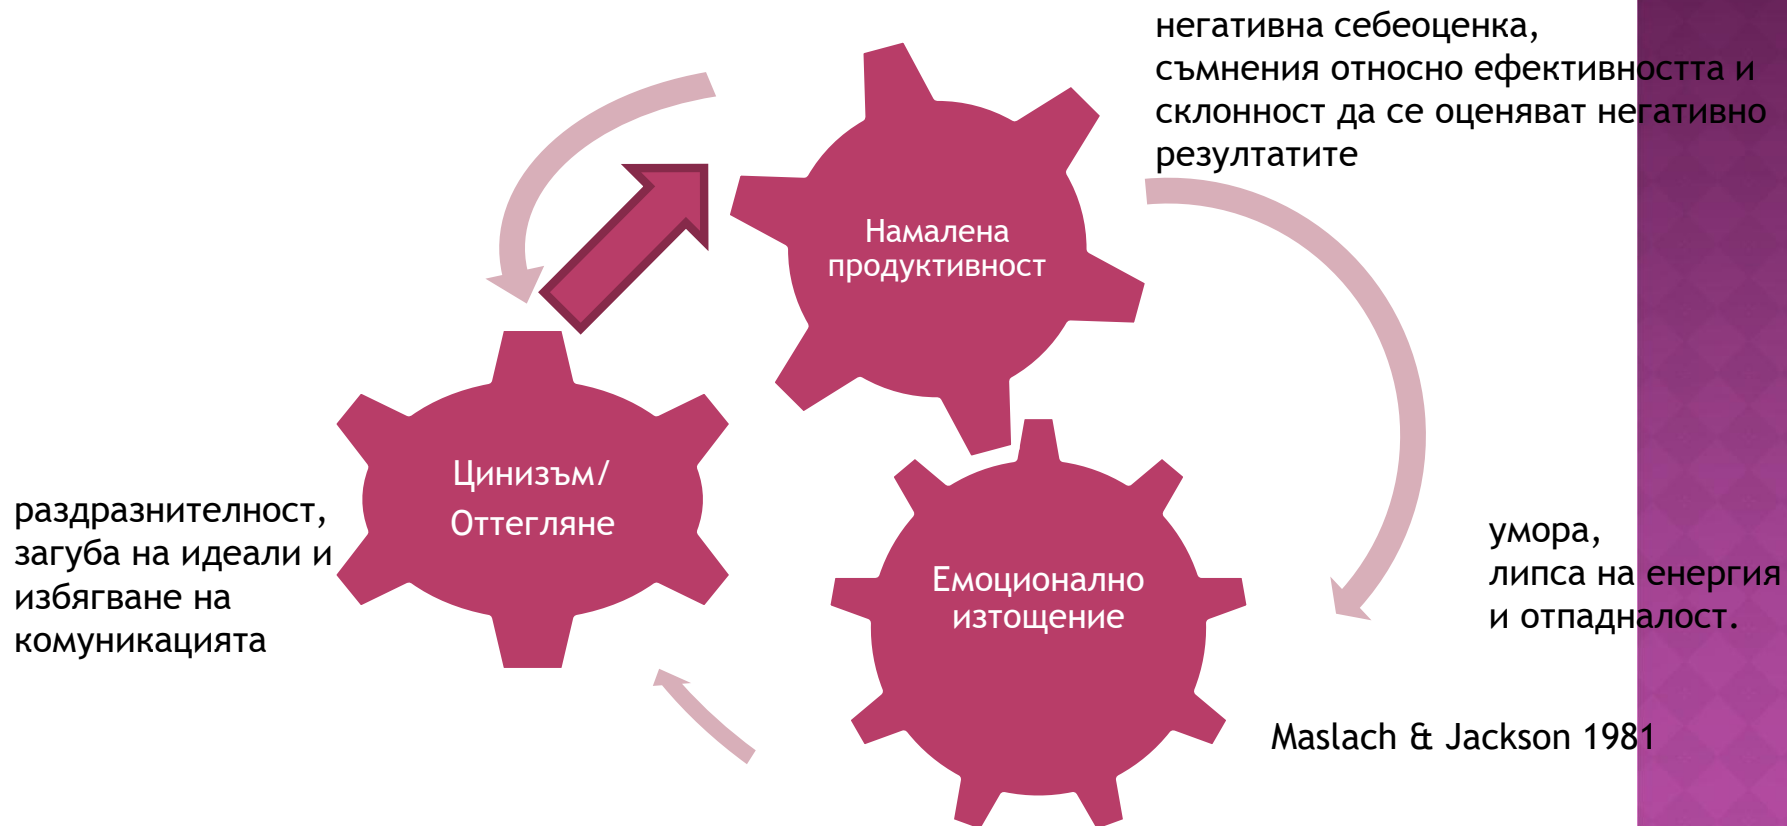 негативна себеоценка,
съмнения относно ефективността и
склонност да се оценяват негативно
резултатите
Намалена
продуктивност
Цинизъм/
Оттегляне
раздразнителност,
загуба на идеали и
избягване на
комуникацията
Емоционално
изтощение
умора,
липса на енергия
и отпадналост.
Maslach & Jackson 1981